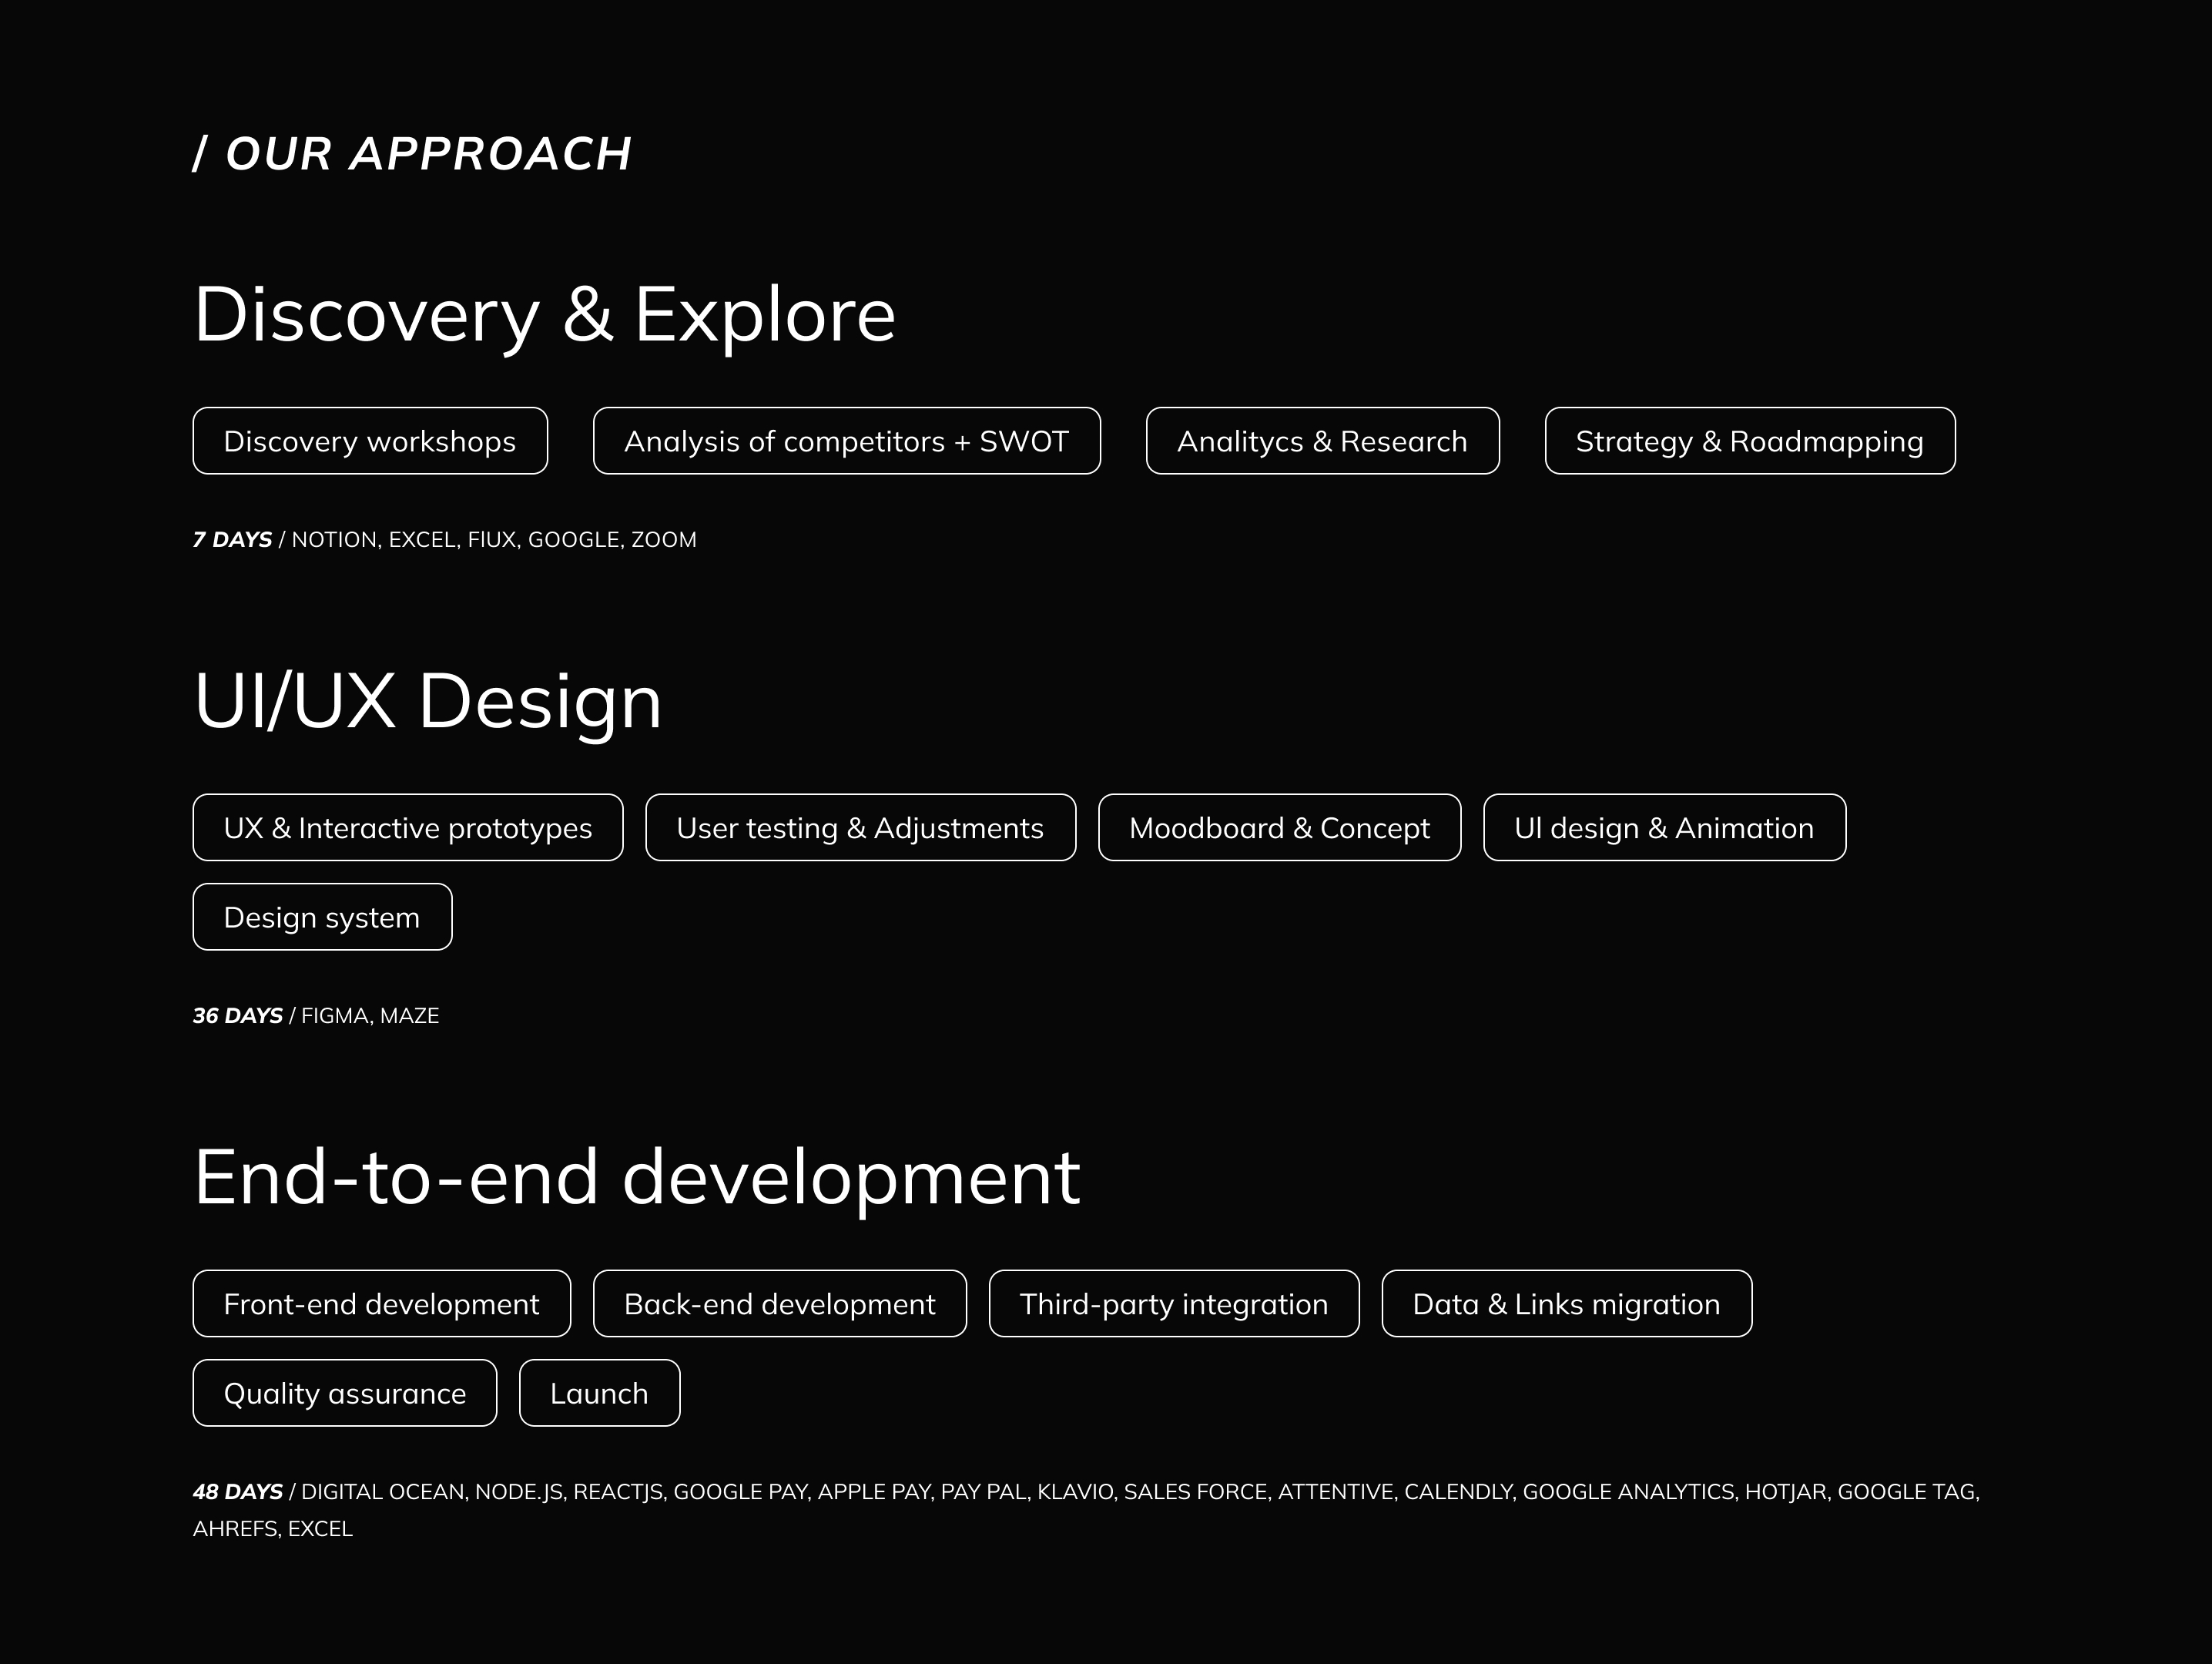 / OUR APPROACH
Discovery & Explore
Discovery workshops
Analysis of competitors + SWOT
Analitycs & Research
Strategy & Roadmapping
7 DAYS / NOTION, EXCEL, FIUX, GOOGLE, ZOOM
UI/UX Design
UX & Interactive prototypes
User testing & Adjustments
Moodboard & Concept
UI design & Animation
Design system
36 DAYS / FIGMA, MAZE
End-to-end development
Front-end development
Back-end development
Third-party integration
Data & Links migration
Quality assurance
Launch
48 DAYS / DIGITAL OCEAN, NODE.JS, REACTJS, GOOGLE PAY, APPLE PAY, PAY PAL, KLAVIO, SALES FORCE, ATTENTIVE, CALENDLY, GOOGLE ANALYTICS, HOTJAR, GOOGLE TAG,
AHREFS, EXCEL